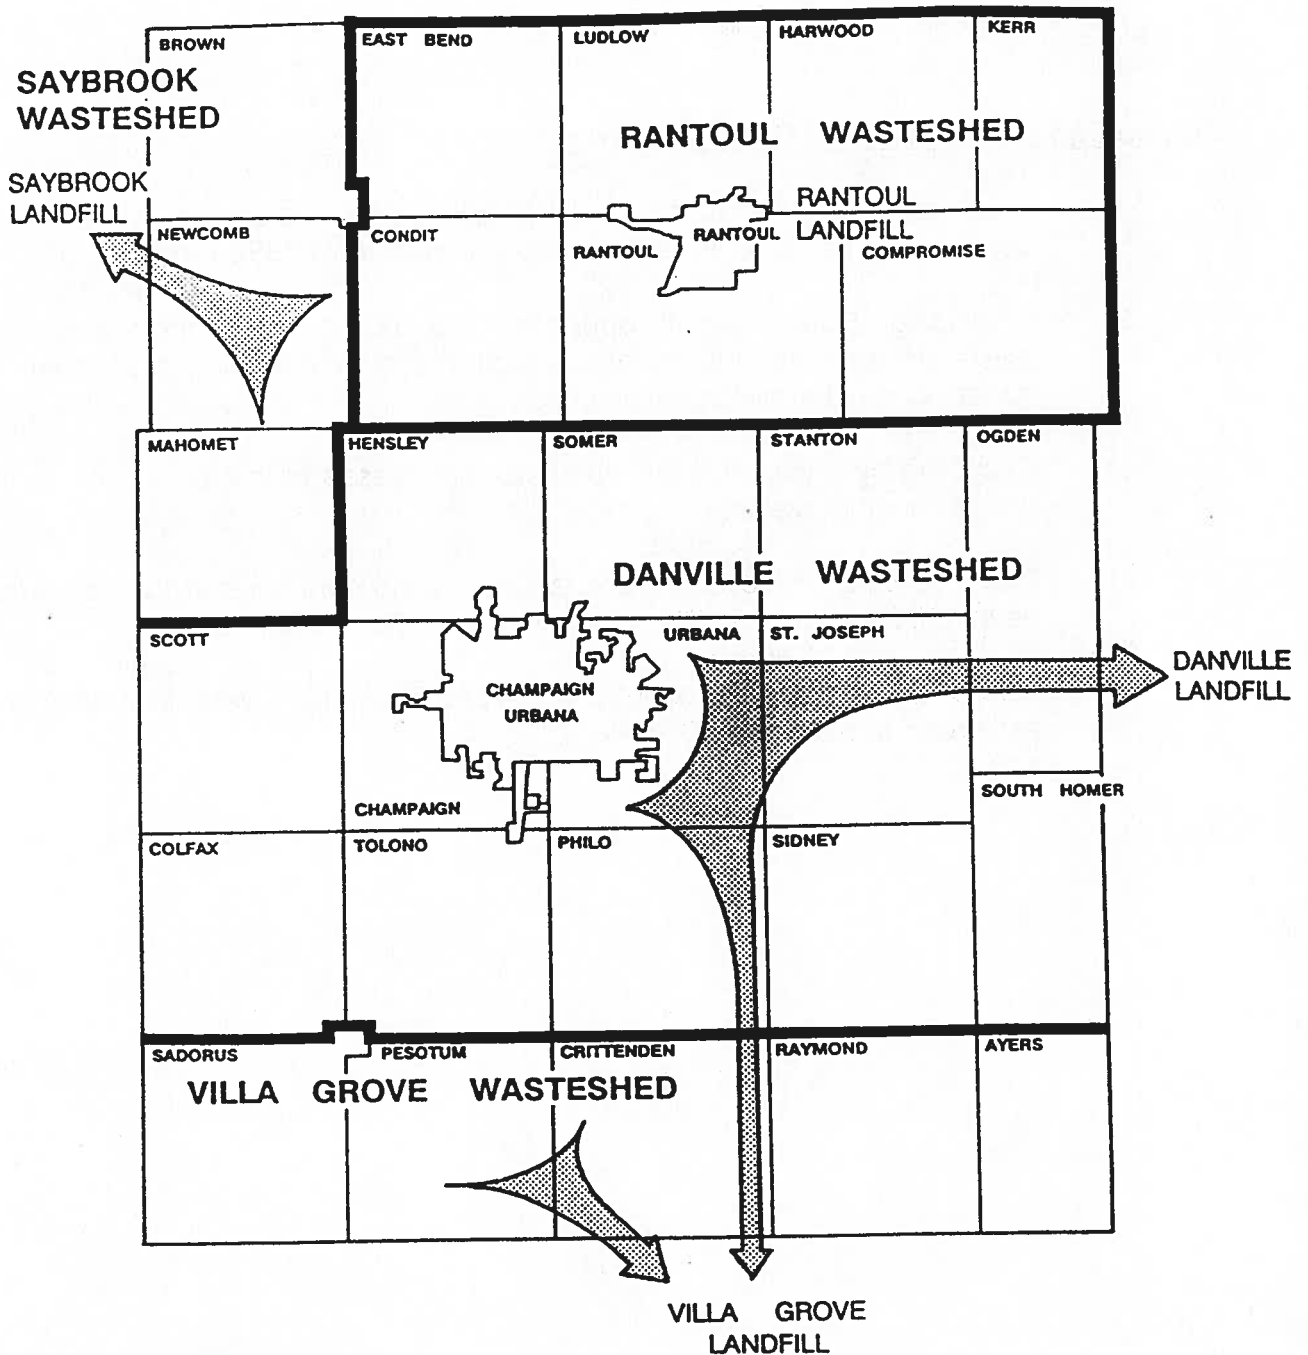 BROWN
EAST BEND
LUDLOW
HARWOOD
KERR
SAYBROOK
WASTESHED
RANTOUL WASTESHED
SAYBROOK
LANDFILL
RANTOUL
LANDFILL
NEWCOMB
CONDIT
RANTOUL
RANTOUL
COMPROMISE
MAHOMET
HENSLEY
SOMER
STANTON
OGDEN
DANVILLE WASTESHED
SCOTT
URBANA
ST. JOSEPH
DANVILLE
LANDFILL
CHAMPAIGN
URBANA
CHAMPAIGN
SOUTH HOMER
COLFAX
TOLONO
PHILO
SIDNEY
SADORUS
PESOTUM
CRITTENDEN
RAYMOND
AYERS
VILLA GROVE WASTESHED
VILLA GROVE
LANDFILL